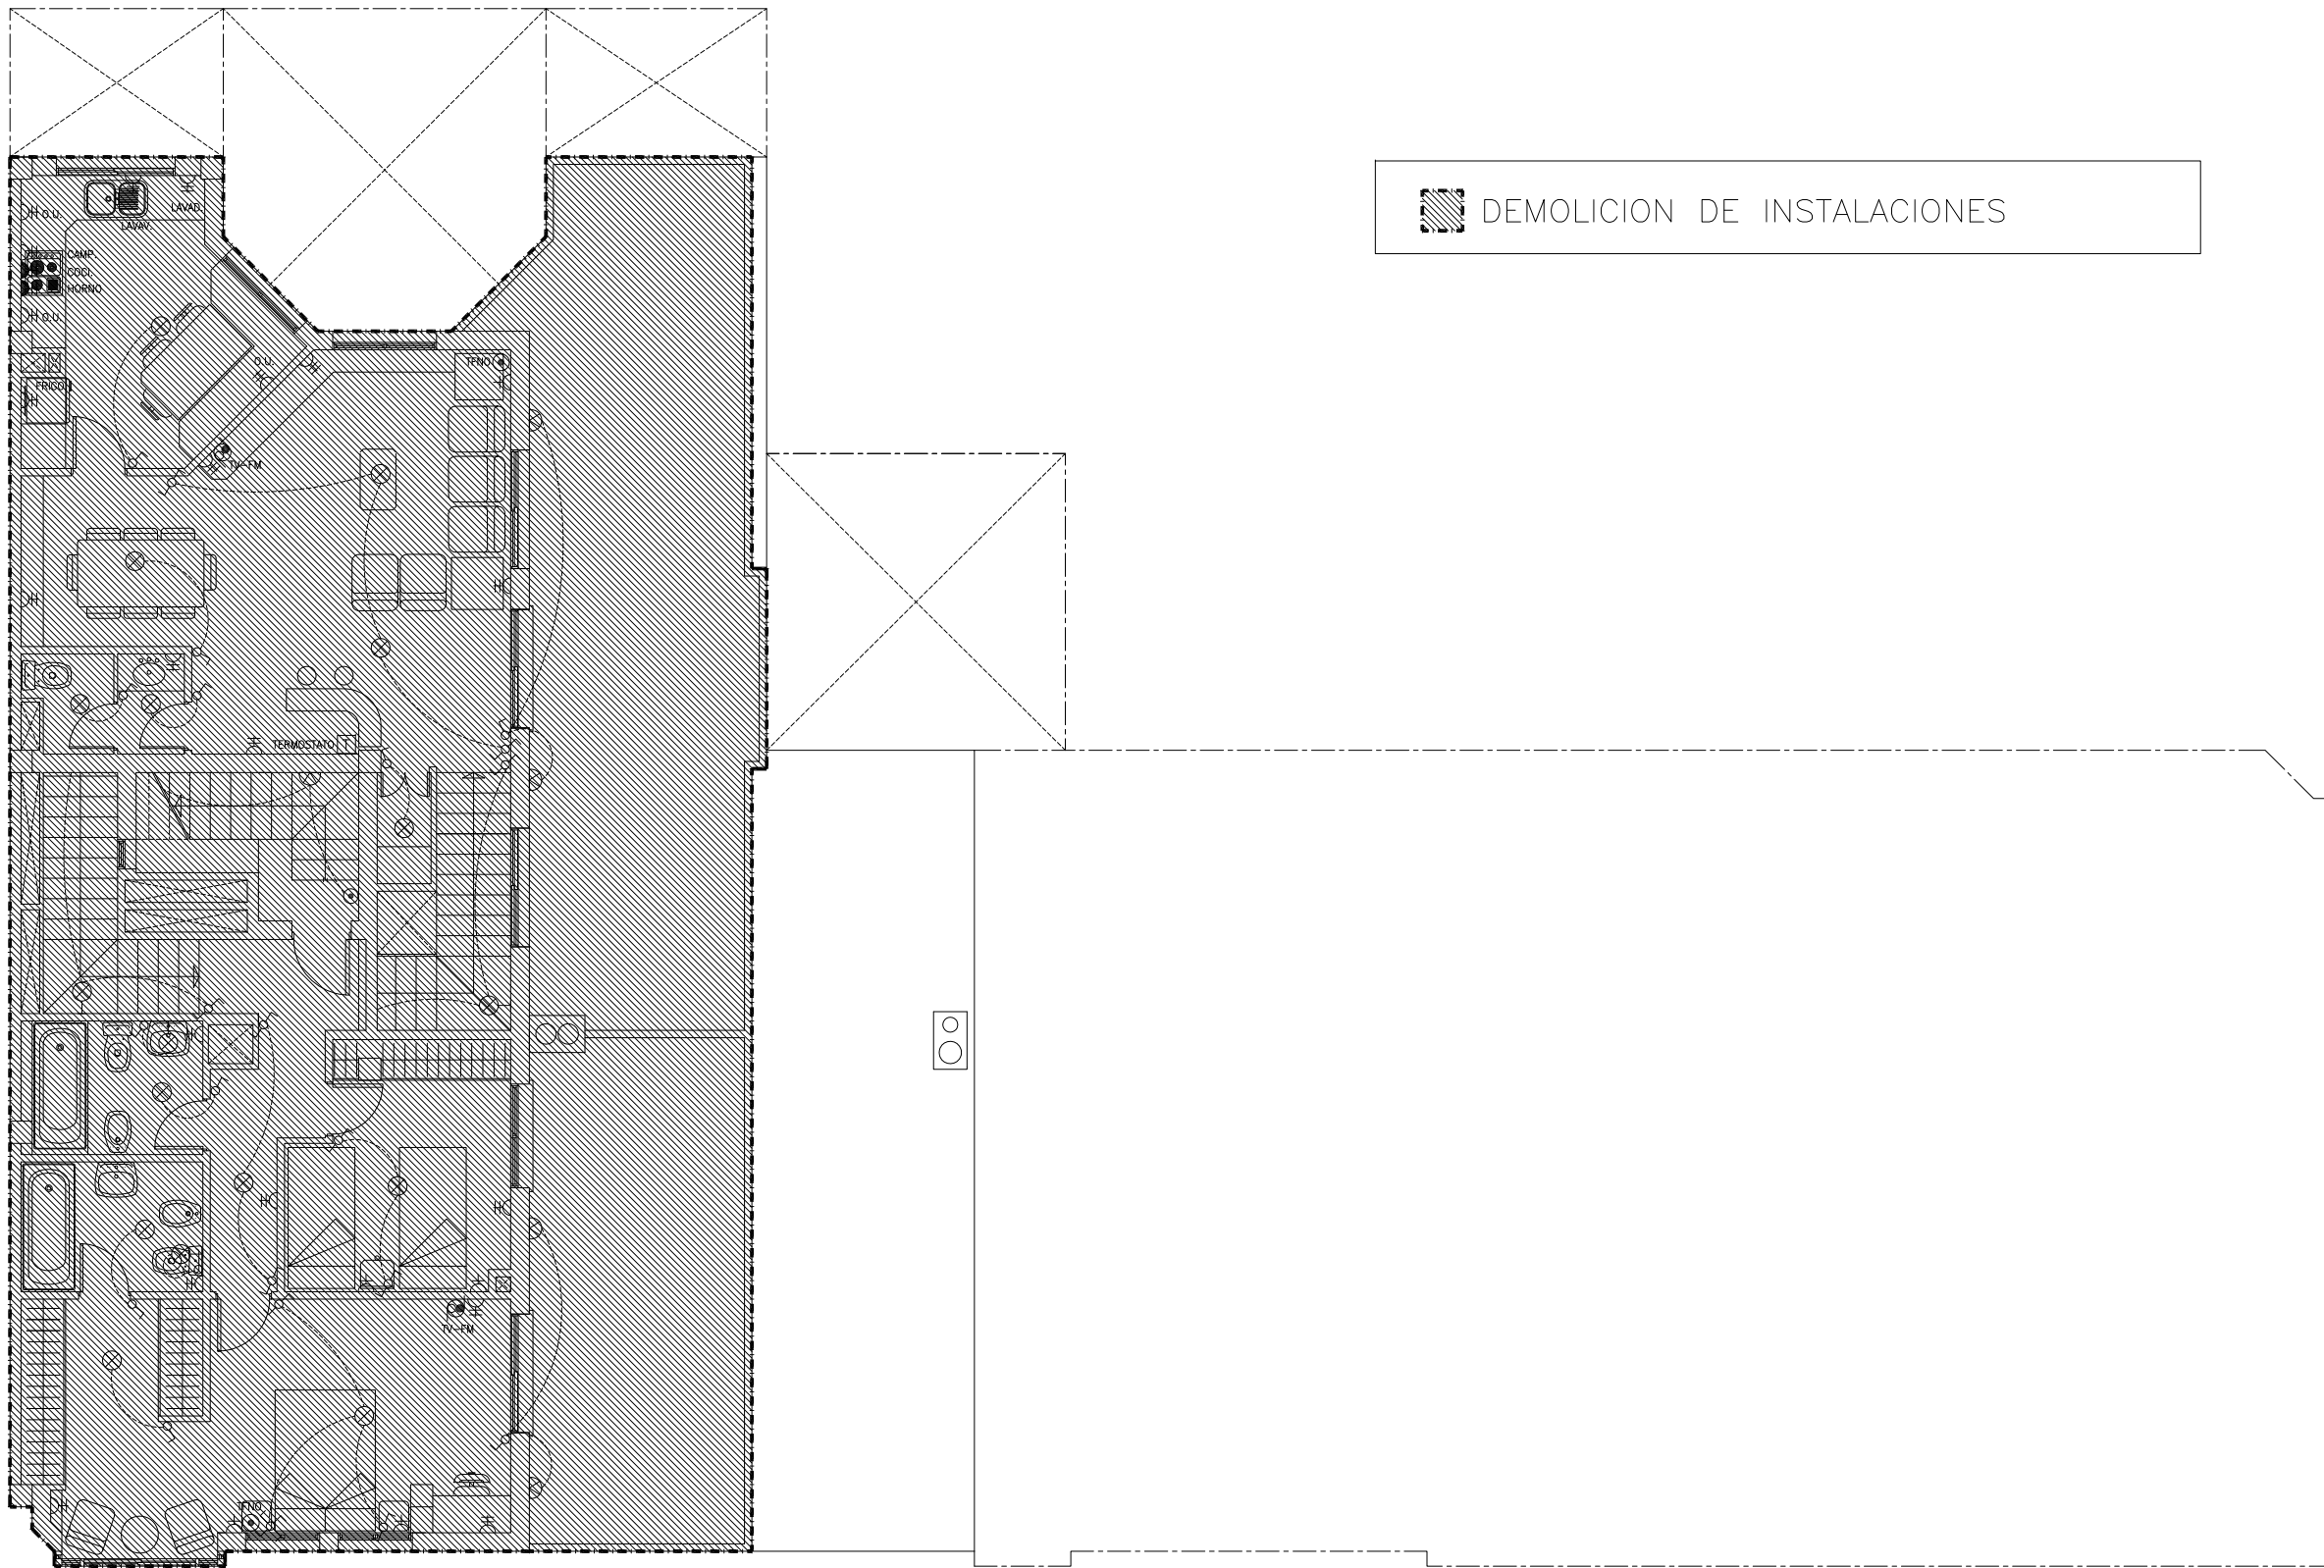 DEMOLICION DE INSTALACIONES
O.U.
LAVAD.
LAVAV.
CAMP.
COCI.
HORNO
O.U.
O.U.
TFNO
FRIGO
TV-FM
TERMOSTATO T
TV-FM
TFNO